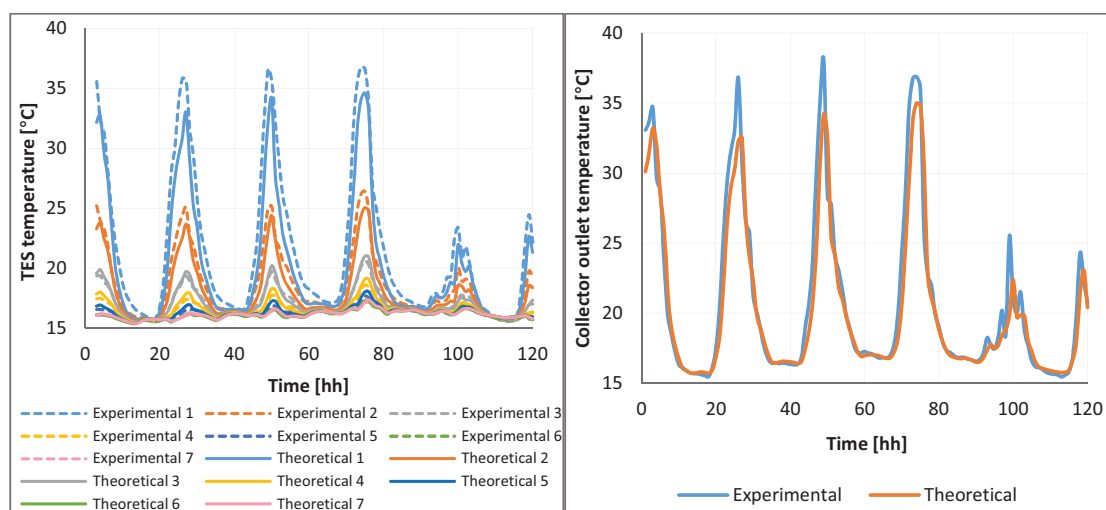 40
35
30
25
20
15
TES temperature [°C]
0 20 40 60 80 100 120
Time [hh]
Experimental 1 Experimental 2 Experimental 3
Experimental 4 Experimental 5 Experimental 6
Experimental 7 Theoretical 1 Theoretical 2
Theoretical 3 Theoretical 4 Theoretical 5
Theoretical 6 Theoretical 7
40
35
30
25
20
15
Collector outlet temperature [°C]
0 20 40 60 80 100 120
Time [hh]
Experimental Theoretical